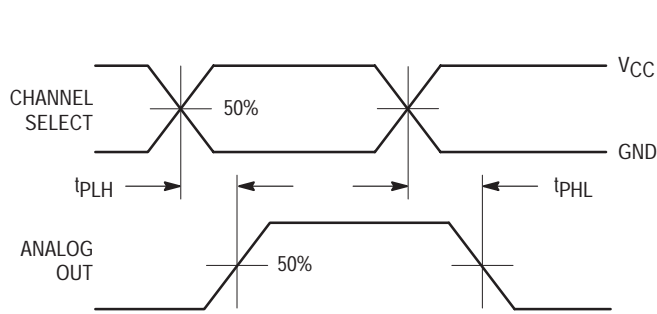 VCC
CHANNEL
SELECT
50%
GND
tPLH
tPHL
ANALOG
OUT
50%